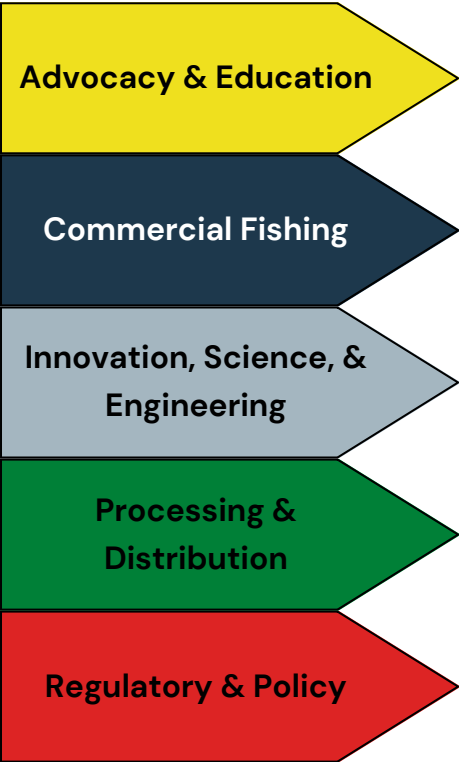 Advocacy & Education
Commercial Fishing
Innovation, Science, &
Engineering
Processing &
Distribution
Regulatory & Policy